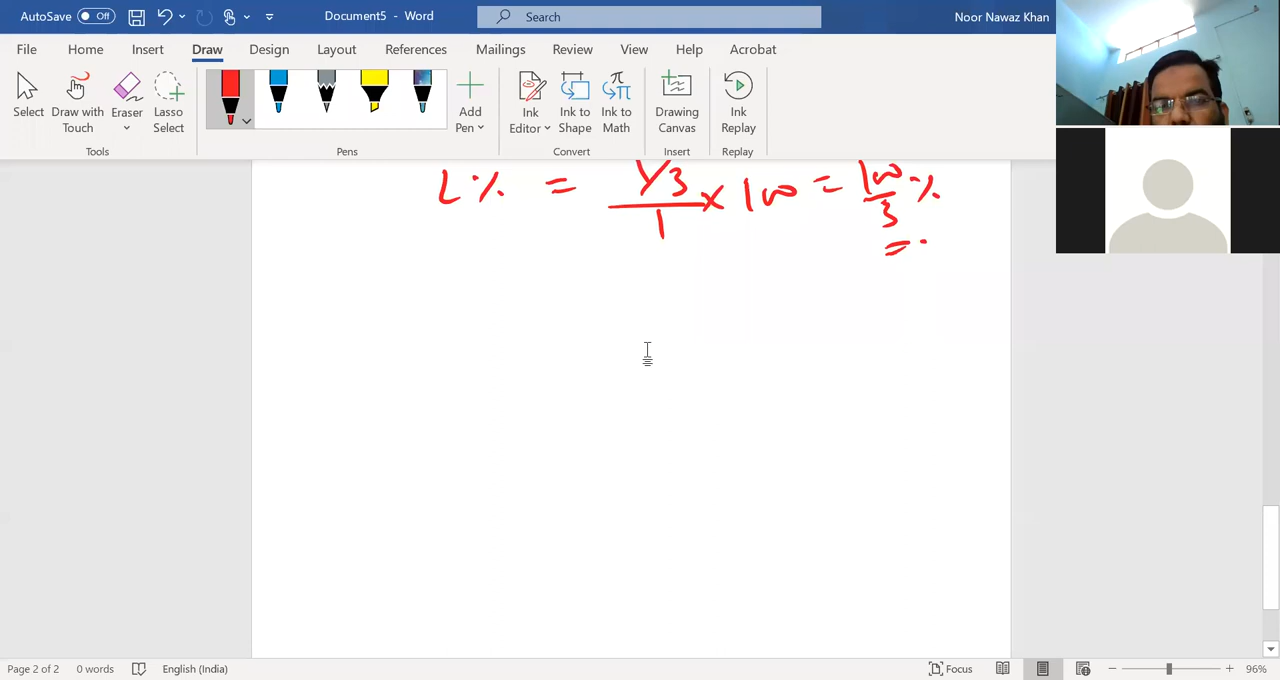 AutoSave Off Document5 - Word Search Noor Nawaz Khan
File Home Insert Draw Design Layout References Mailings Review View Help Acrobat
Select Draw with Touch Eraser Lasso Select Add Pen Ink Editor Ink to Shape Ink to Math Drawing Canvas Ink Replay
Tools Pens Convert Insert Replay
L% = 1/3 / 1 × 100 = 100/3 %
=
Page 2 of 2 0 words English (India) Focus 96%